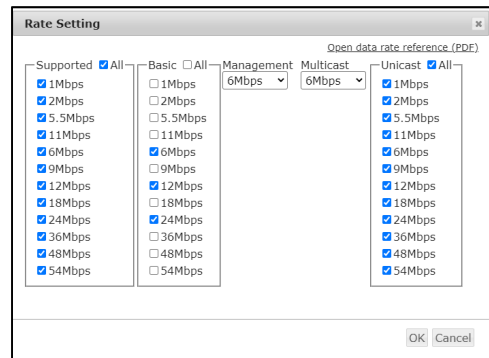 Rate Setting
Open data rate reference (PDF)
Supported All Basic All Management Multicast Unicast All
1Mbps 1Mbps 6Mbps 6Mbps 1Mbps
2Mbps 2Mbps 2Mbps
5.5Mbps 5.5Mbps 5.5Mbps
11Mbps 11Mbps 11Mbps
6Mbps 6Mbps 6Mbps
9Mbps 9Mbps 9Mbps
12Mbps 12Mbps 12Mbps
18Mbps 18Mbps 18Mbps
24Mbps 24Mbps 24Mbps
36Mbps 36Mbps 36Mbps
48Mbps 48Mbps 48Mbps
54Mbps 54Mbps 54Mbps
OK Cancel